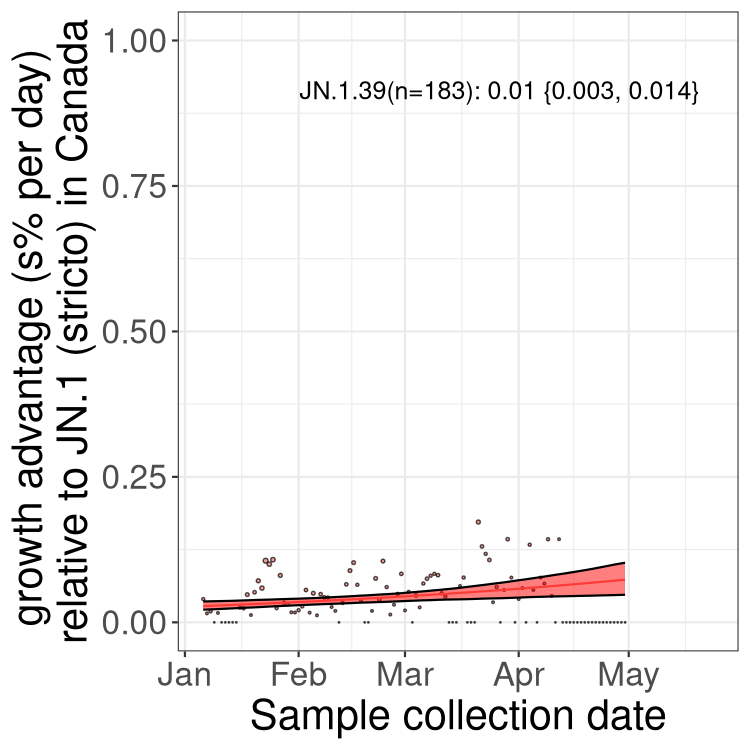 growth advantage (s% per day)
relative to JN.1 (stricto) in Canada
1.00
0.75
0.50
0.25
0.00
JN.1.39(n=183): 0.01 {0.003, 0.014}
Jan Feb Mar Apr May
Sample collection date